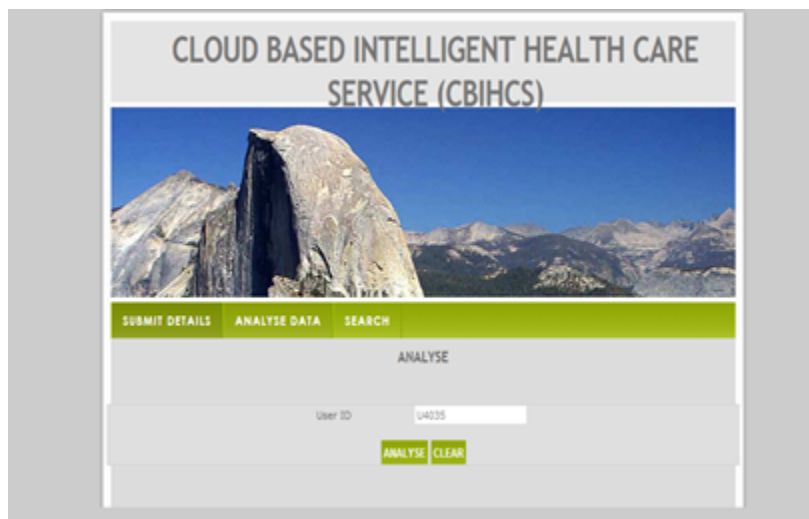 CLOUD BASED INTELLIGENT HEALTH CARE
SERVICE (CBIHCS)
SUBMIT DETAILS ANALYSE DATA SEARCH
ANALYSE
User ID U4035
ANALYSE CLEAR